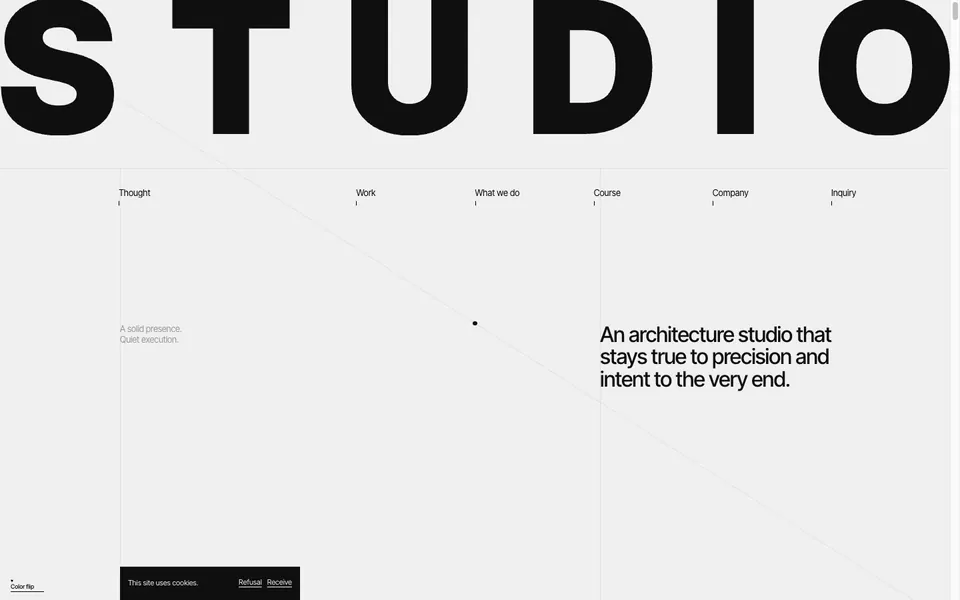 STUDIO
Thought
Work
What we do
Course
Company
Inquiry
A solid presence.
Quiet execution.
An architecture studio that
stays true to precision and
intent to the very end.
This site uses cookies.
Refusal
Receive
Color flip